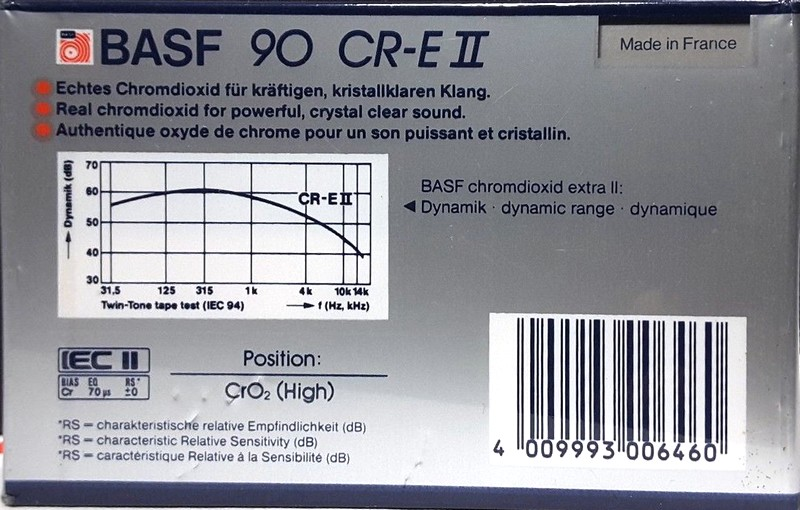 BASF 90 CR-E II
Made in France
Echtes Chromdioxid für kräftigen, kristallklaren Klang.
Real chromdioxid for powerful, crystal clear sound.
Authentique oxyde de chrome pour un son puissant et cristallin.
Dynamik (dB)
70
60
50
40
30
CR-E II
31,5 125 315 1k 4k 10k 14k
Twin-Tone tape test (IEC 94) f (Hz, kHz)
BASF chromdioxid extra II:
◄ Dynamik · dynamic range · dynamique
IEC II
BIAS EQ RS*
Cr 70 µs ±0
Position:
CrO₂ (High)
*RS = charakteristische relative Empfindlichkeit (dB)
*RS = characteristic Relative Sensitivity (dB)
*RS = caractéristique Relative à la Sensibilité (dB)
4 009993 006460